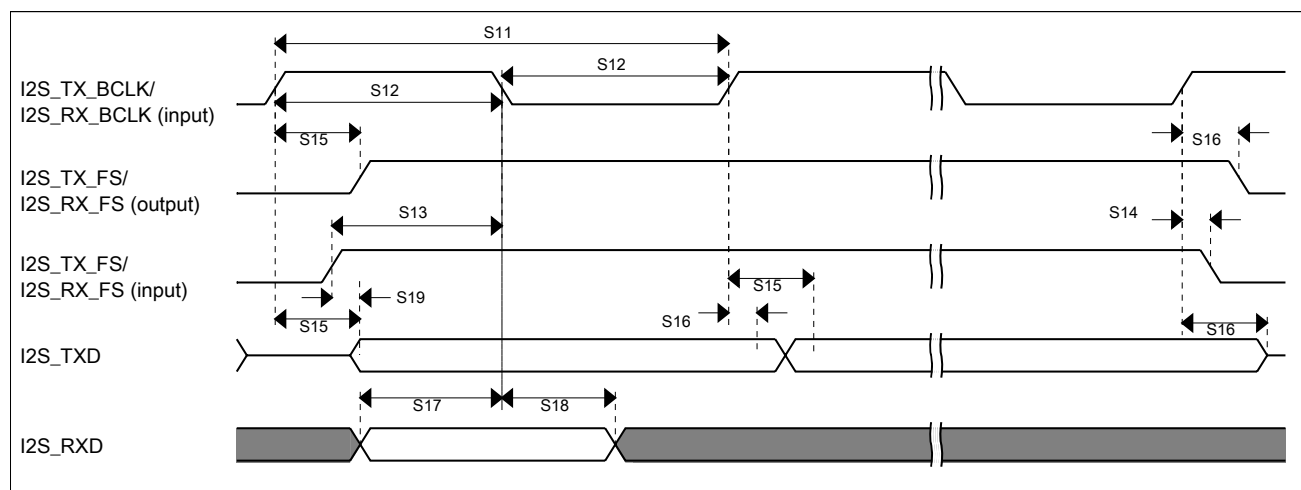 S11
S12
I2S_TX_BCLK/
I2S_RX_BCLK (input)
S12
S15
S16
I2S_TX_FS/
I2S_RX_FS (output)
S13
S14
I2S_TX_FS/
I2S_RX_FS (input)
S15
S19
S16
S15
S16
I2S_TXD
S17
S18
I2S_RXD